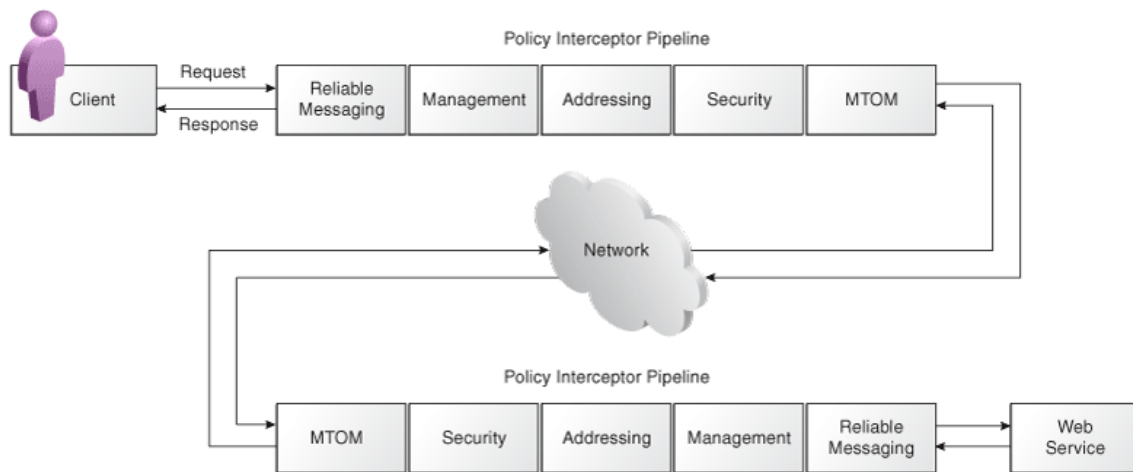 Policy Interceptor Pipeline
Client
Request
Response
Reliable
Messaging
Management
Addressing
Security
MTOM
Network
Policy Interceptor Pipeline
MTOM
Security
Addressing
Management
Reliable
Messaging
Web
Service